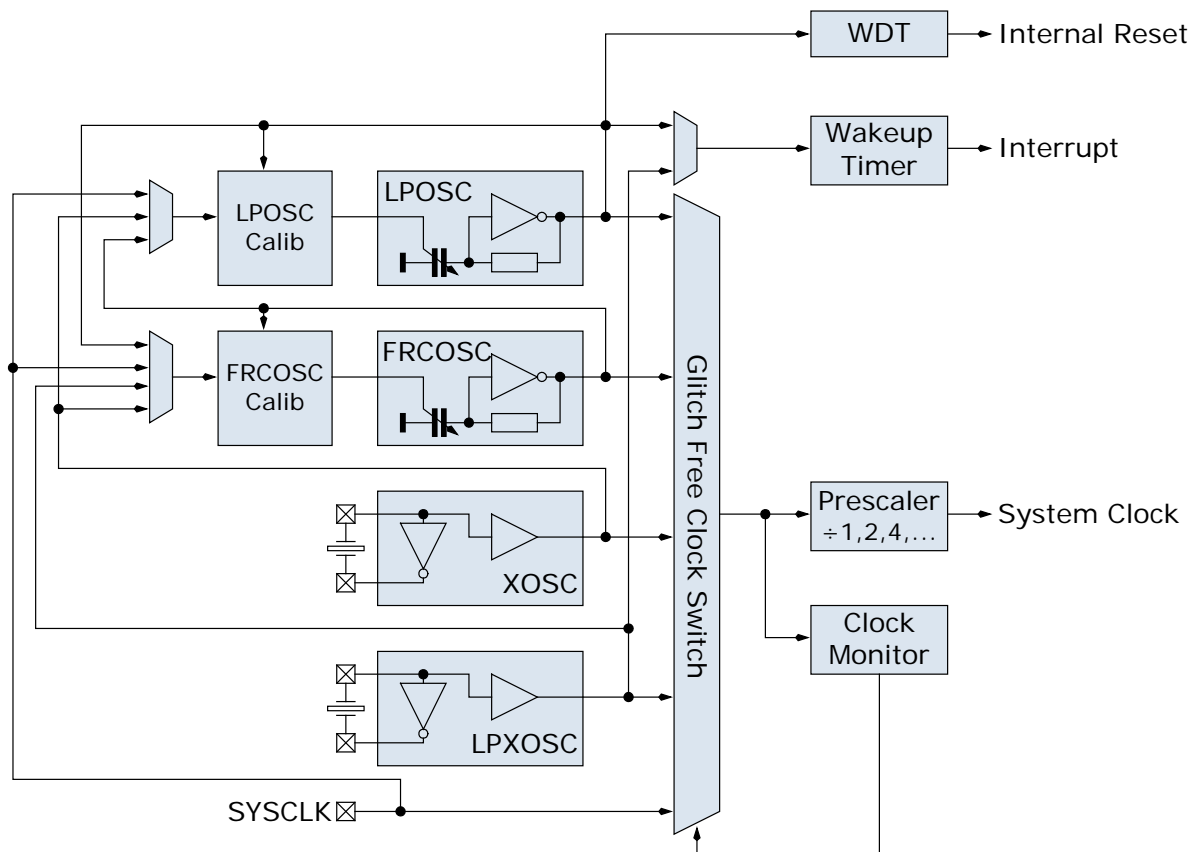 WDT
Internal Reset
Wakeup
Timer
Interrupt
LPOSC
Calib
LPOSC
FRCOSC
Calib
FRCOSC
Glitch Free Clock Switch
XOSC
Prescaler
÷1,2,4,...
System Clock
Clock
Monitor
LPXOSC
SYSCLK